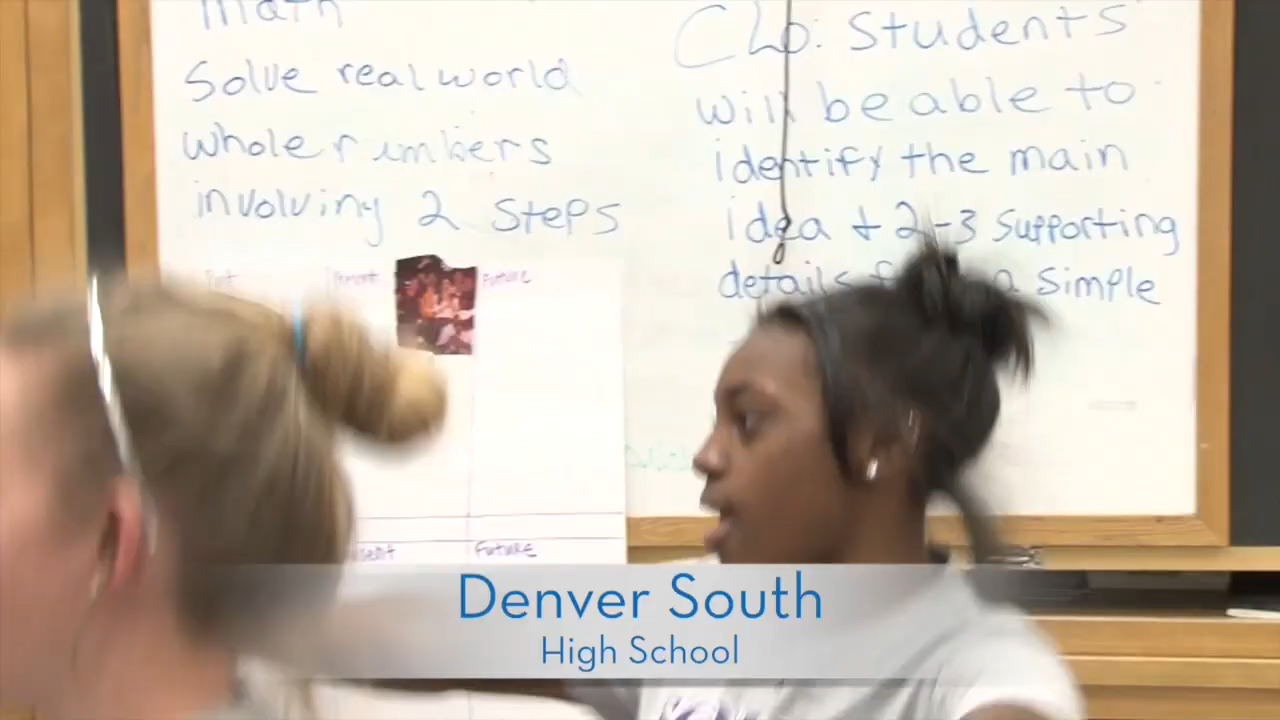 math
Solve real world
whole numbers
involving 2 steps
CLO: Students
will be able to
identify the main
idea + 2-3 supporting
details a simple
Present
Future
Future
Denver South
High School